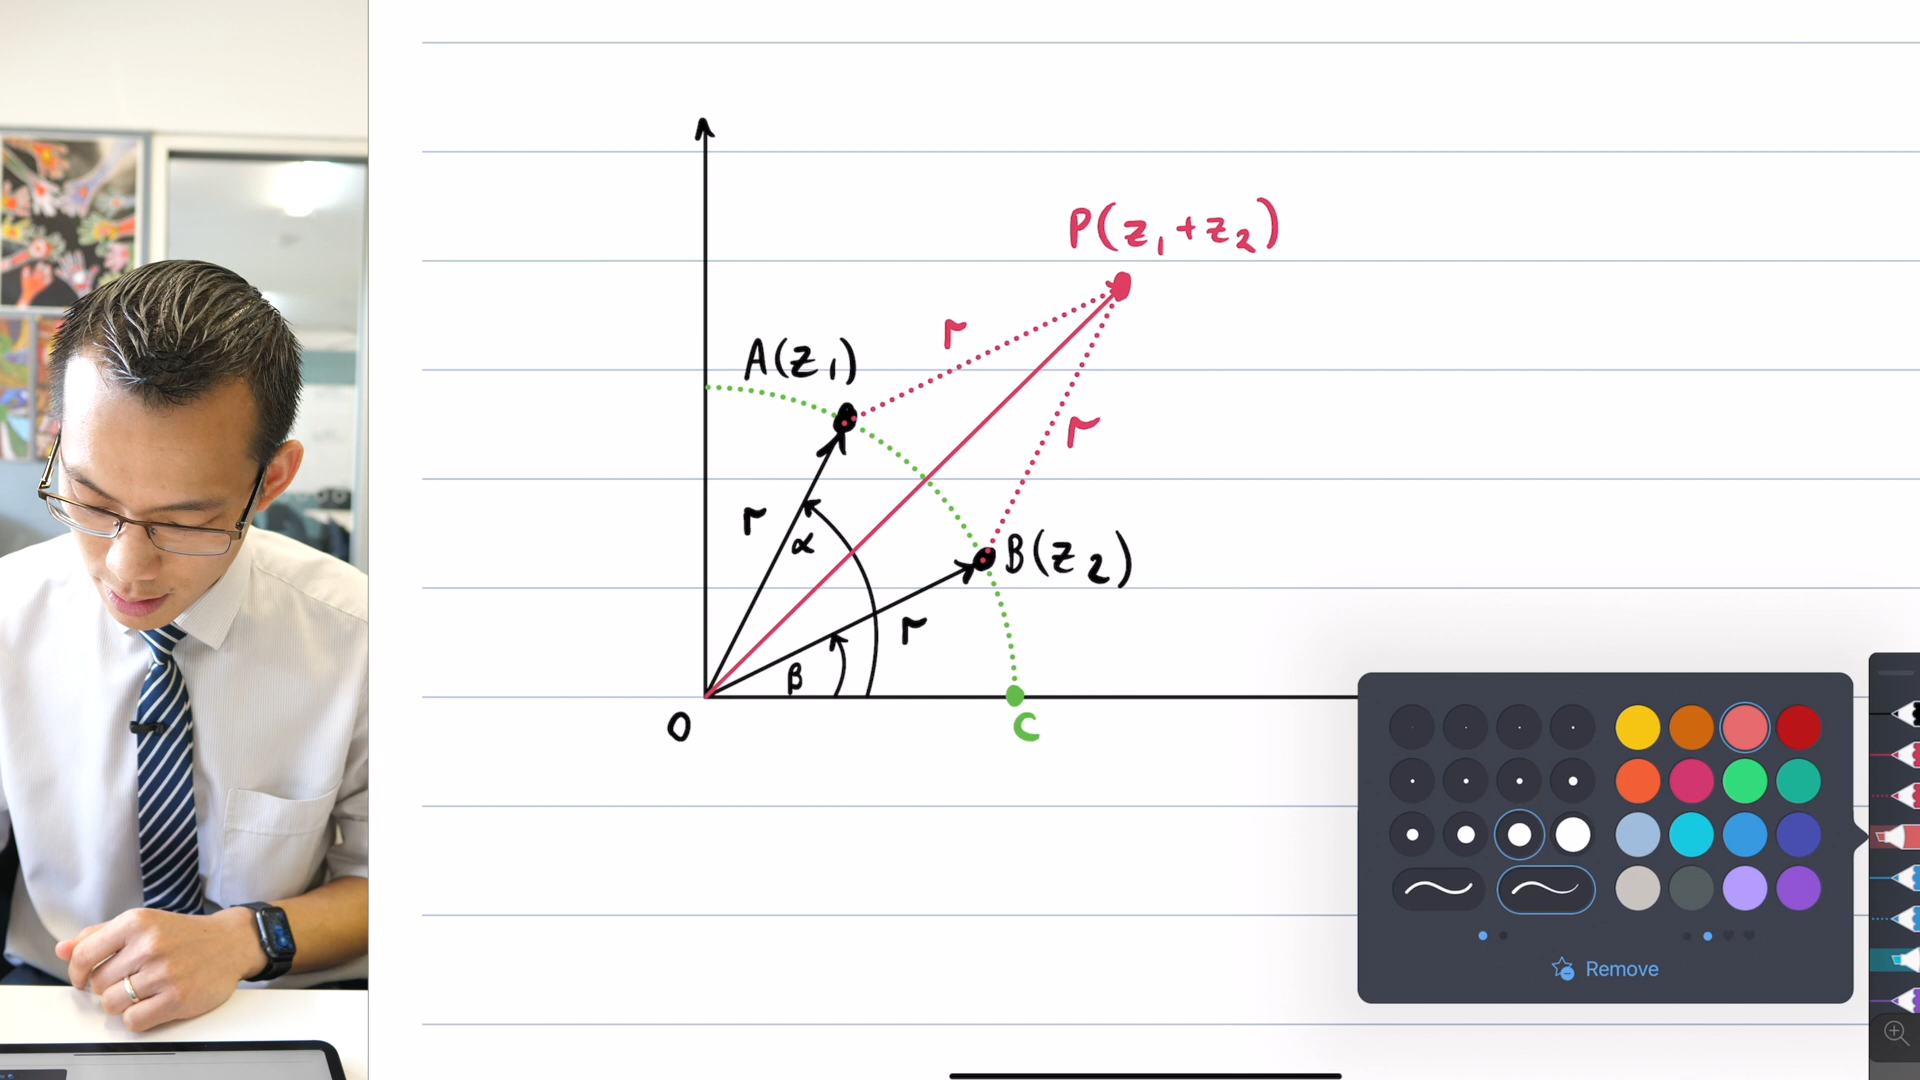 P(z₁+z₂)
r
A(z₁)
r
r
α
B(z₂)
r
β
O
C
Remove